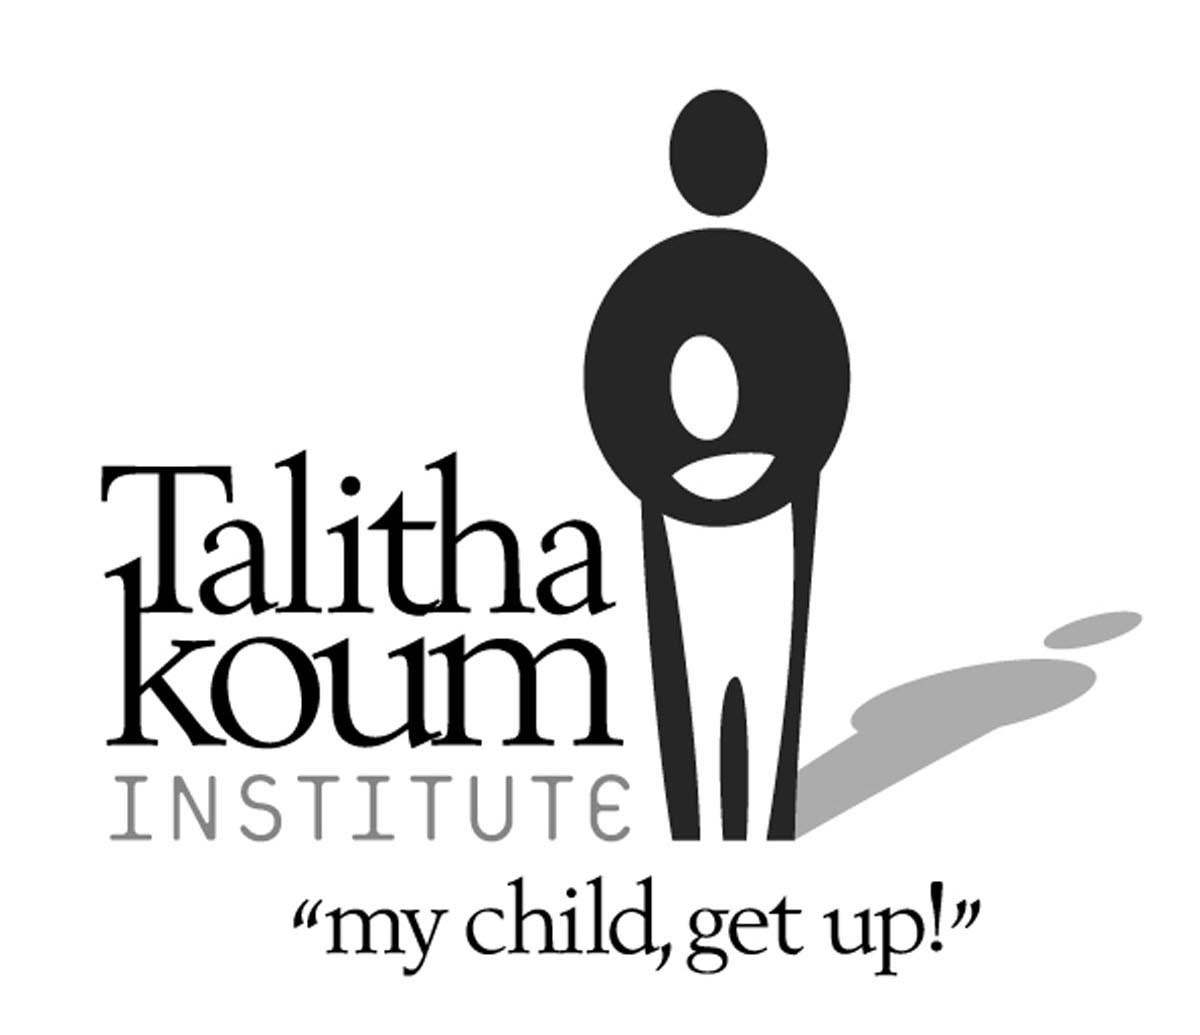 Talitha
koum
INSTITUTE
“my child, get up!”